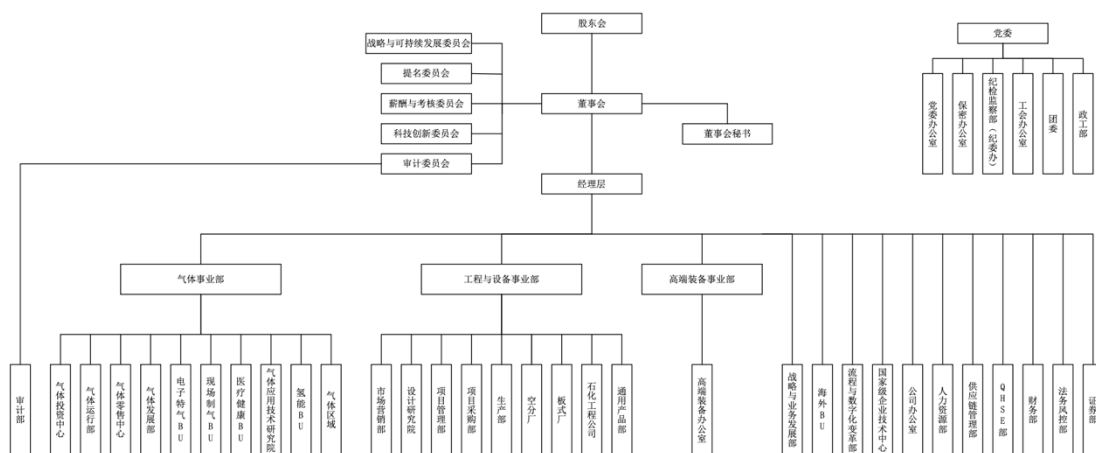 股东会
党委
战略与可持续发展委员会
提名委员会
薪酬与考核委员会
董事会
科技创新委员会
董事会秘书
审计委员会
党委办公室
保密办公室
纪检监察部（纪委办）
工会办公室
团委
政工部
经理层
气体事业部
工程与设备事业部
高端装备事业部
审计部
气体投资中心
气体运行部
气体零售中心
气体发展部
电子特气BU
现场制气BU
医疗健康BU
气体应用技术研究院
氢能BU
气体区域
市场营销部
设计研究院
项目管理部
项目采购部
生产部
空分厂
板式厂
石化工程公司
通用产品部
高端装备办公室
战略与业务发展部
海外BU
流程与数字化变革部
国家级企业技术中心
公司办公室
人力资源部
供应链管理部
QHSE部
财务部
法务风控部
证券部